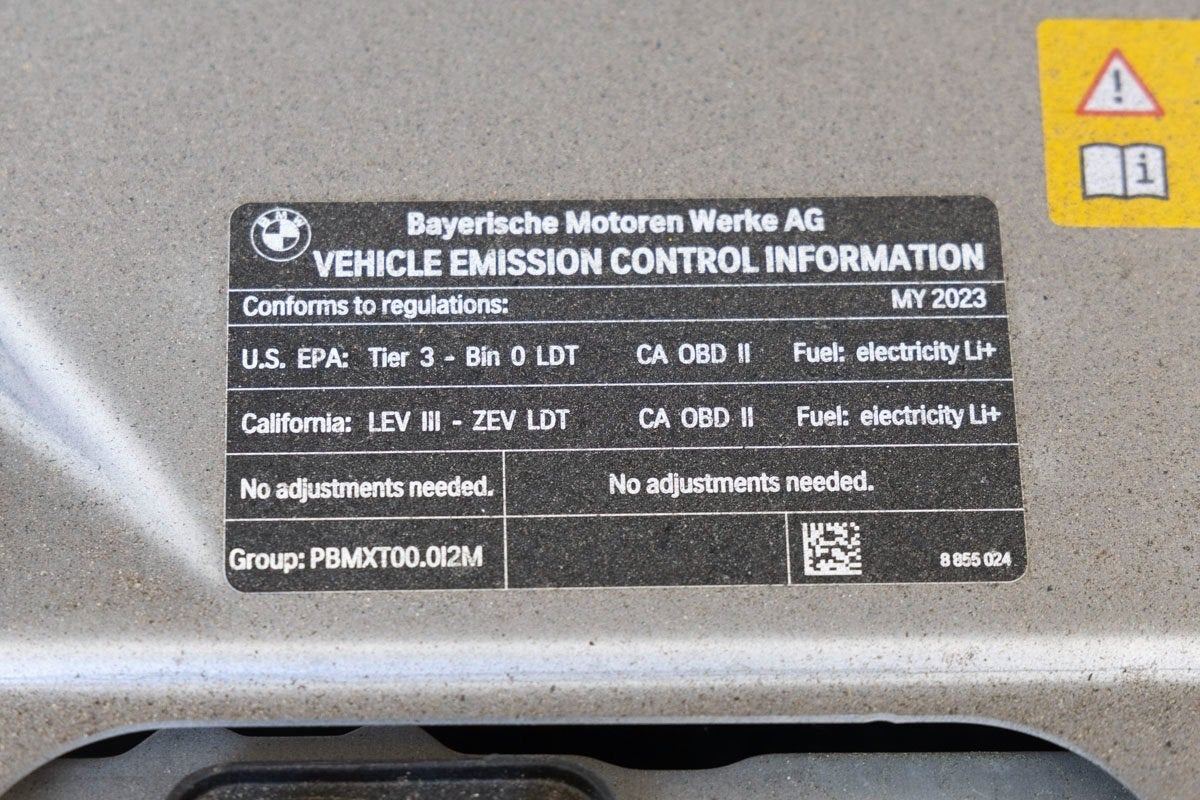 BMW
Bayerische Motoren Werke AG
VEHICLE EMISSION CONTROL INFORMATION
Conforms to regulations: MY 2023
U.S. EPA: Tier 3 - Bin 0 LDT CA OBD II Fuel: electricity Li+
California: LEV III - ZEV LDT CA OBD II Fuel: electricity Li+
No adjustments needed. No adjustments needed.
Group: PBMXT00.0I2M 8 855 024
!
i